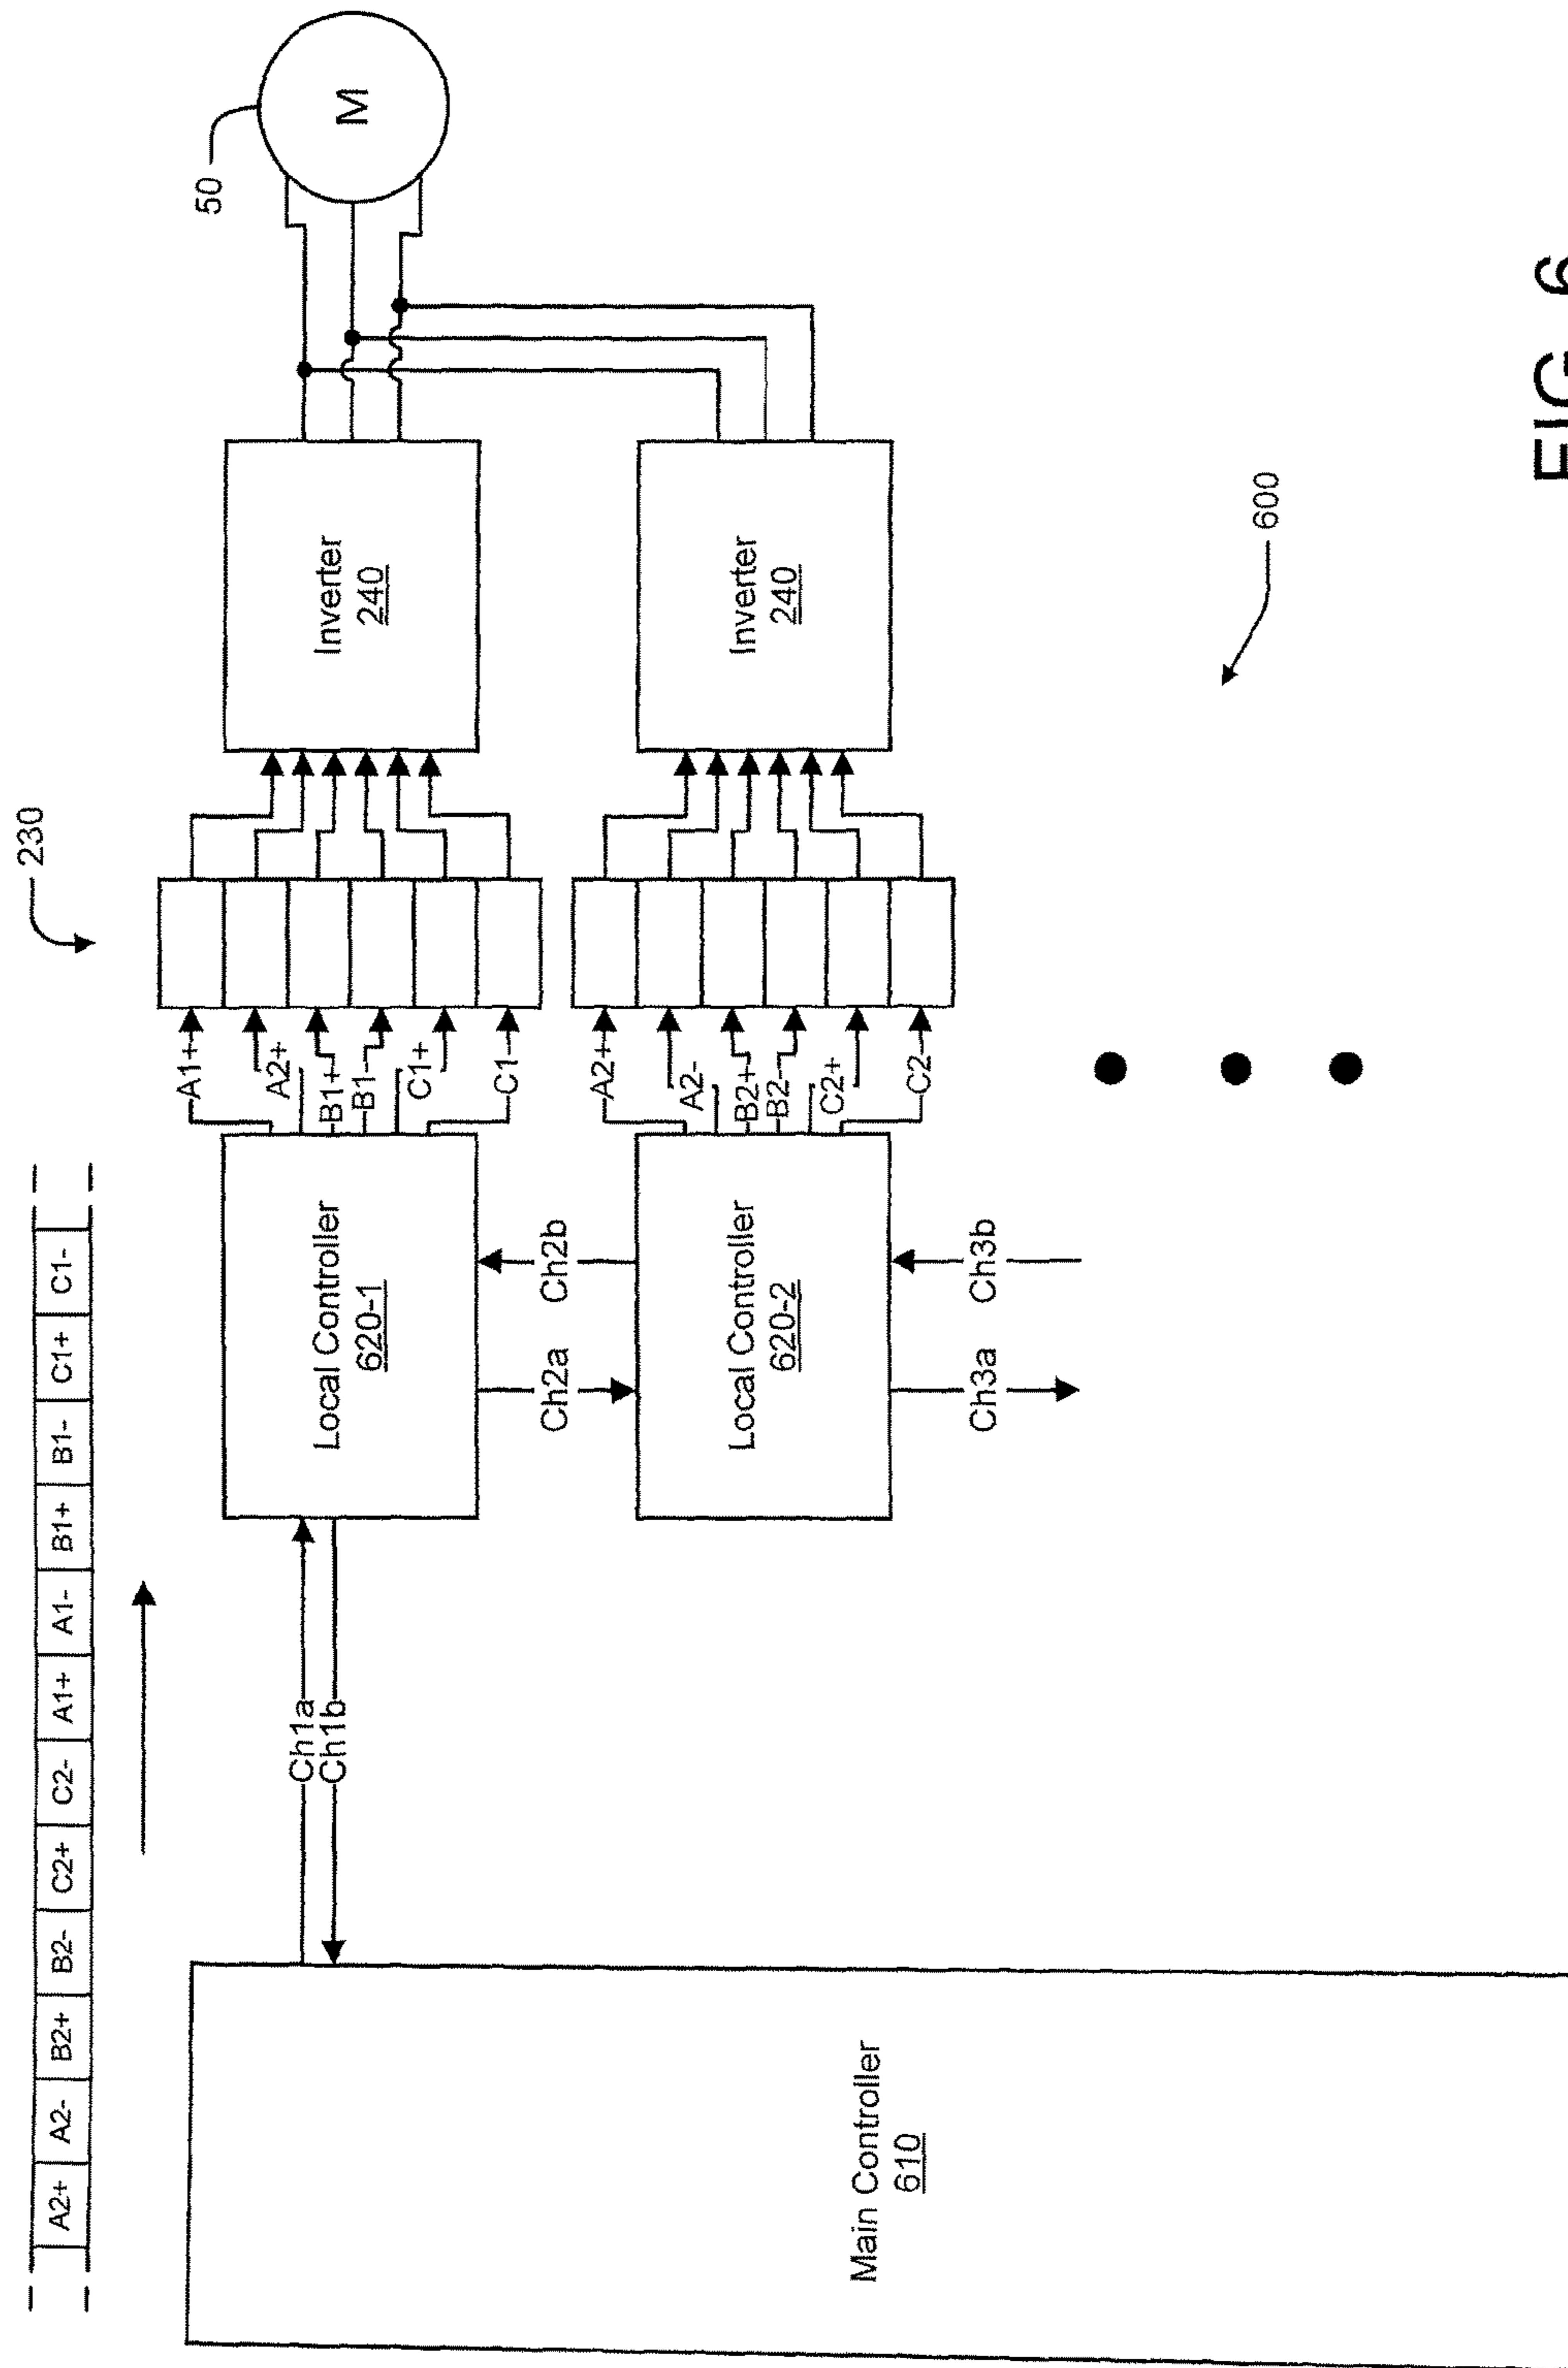 A2+ A2- B2+ B2- C2+ C2- A1+ A1- B1+ B1- C1+ C1-
230
50
M
Main Controller
610
Ch1a
Ch1b
Local Controller
620-1
A1+
A2+
B1+
B1-
C1+
C1-
Inverter
240
Ch2a
Ch2b
Local Controller
620-2
A2+
A2-
B2+
B2-
C2+
C2-
Inverter
240
Ch3a
Ch3b
600